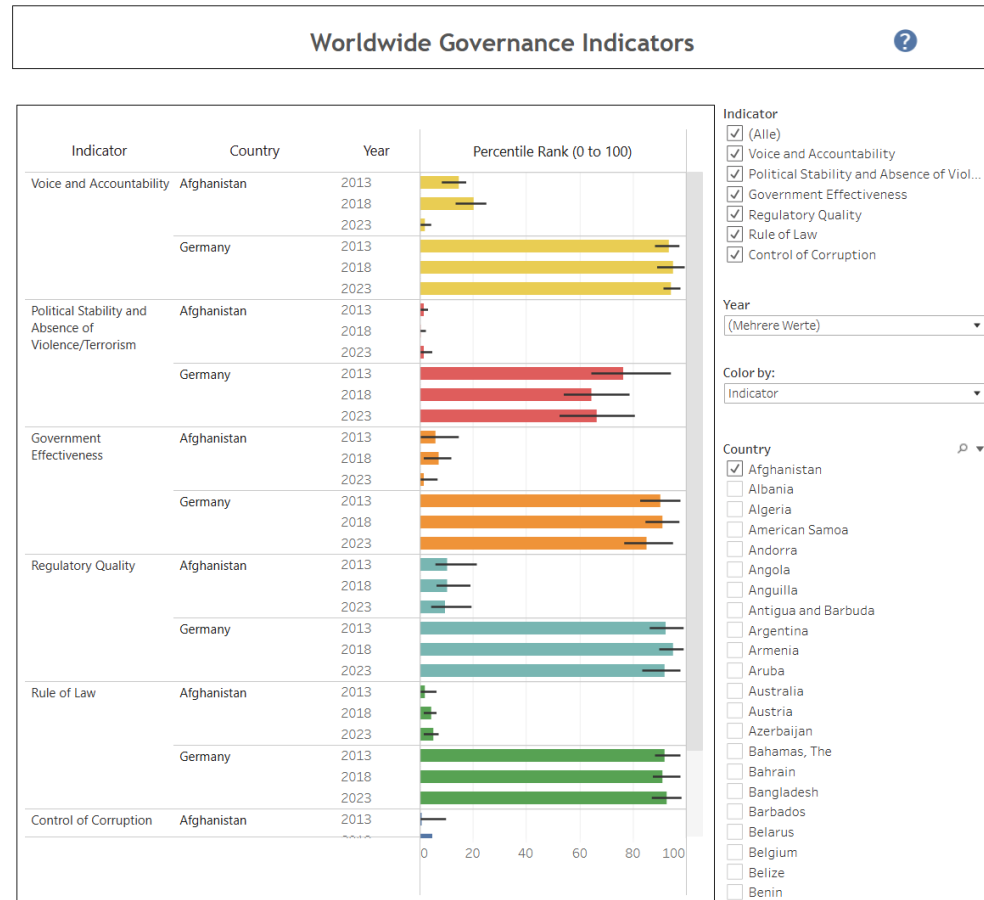 Worldwide Governance Indicators
?
Indicator Country Year Percentile Rank (0 to 100)
Voice and Accountability Afghanistan 2013
2018
2023
Germany 2013
2018
2023
Political Stability and Afghanistan 2013
Absence of 2018
Violence/Terrorism
2023
Germany 2013
2018
2023
Government Afghanistan 2013
Effectiveness 2018
2023
Germany 2013
2018
2023
Regulatory Quality Afghanistan 2013
2018
2023
Germany 2013
2018
2023
Rule of Law Afghanistan 2013
2018
2023
Germany 2013
2018
2023
Control of Corruption Afghanistan 2013
0 20 40 60 80 100
Indicator
(Alle)
Voice and Accountability
Political Stability and Absence of Viol...
Government Effectiveness
Regulatory Quality
Rule of Law
Control of Corruption
Year
(Mehrere Werte)
Color by:
Indicator
Country
Afghanistan
Albania
Algeria
American Samoa
Andorra
Angola
Anguilla
Antigua and Barbuda
Argentina
Armenia
Aruba
Australia
Austria
Azerbaijan
Bahamas, The
Bahrain
Bangladesh
Barbados
Belarus
Belgium
Belize
Benin